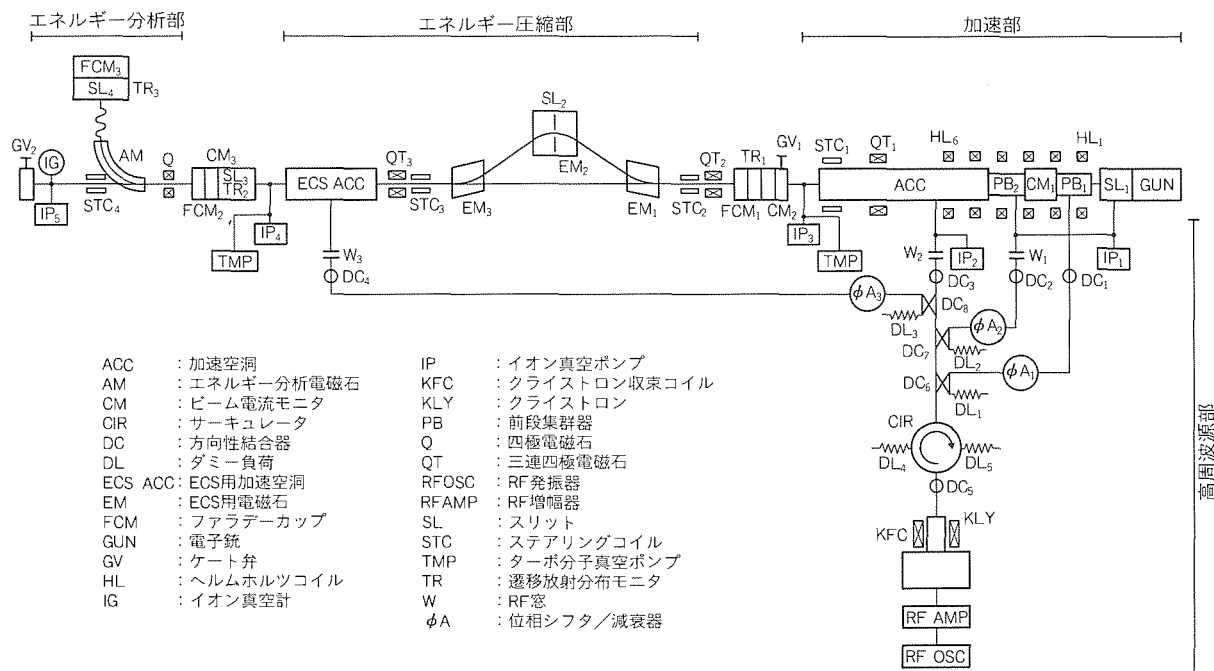 エネルギー分析部
エネルギー圧縮部
加速部
FCM₃
SL₄
TR₃
GV₂
IG
AM
Q
CM₃
SL₃
TR₂
FCM₂
STC₄
IP₅
IP₄
TMP
ECS ACC
QT₃
STC₃
EM₃
SL₂
EM₂
EM₁
QT₂
STC₂
TR₁
GV₁
FCM₁
CM₂
IP₃
TMP
STC₁
QT₁
HL₆
HL₁
ACC
PB₂
CM₁
PB₁
SL₁
GUN
W₃
DC₄
W₂
IP₂
W₁
IP₁
DC₃
DC₂
DC₁
φA₃
DC₈
DL₃
φA₂
DC₇
DL₂
φA₁
DC₆
DL₁
CIR
DL₄
DL₅
DC₅
KFC
KLY
RF AMP
RF OSC
高周波源部
ACC : 加速空洞
AM : エネルギー分析電磁石
CM : ビーム電流モニタ
CIR : サーキュレータ
DC : 方向性結合器
DL : ダミー負荷
ECS ACC : ECS用加速空洞
EM : ECS用電磁石
FCM : ファラデーカップ
GUN : 電子銃
GV : ケート弁
HL : ヘルムホルツコイル
IG : イオン真空計
IP : イオン真空ポンプ
KFC : クライストロン収束コイル
KLY : クライストロン
PB : 前段集群器
Q : 四極電磁石
QT : 三連四極電磁石
RFOSC : RF発振器
RFAMP : RF増幅器
SL : スリット
STC : ステアリングコイル
TMP : ターボ分子真空ポンプ
TR : 遷移放射分布モニタ
W : RF窓
φA : 位相シフタ／減衰器